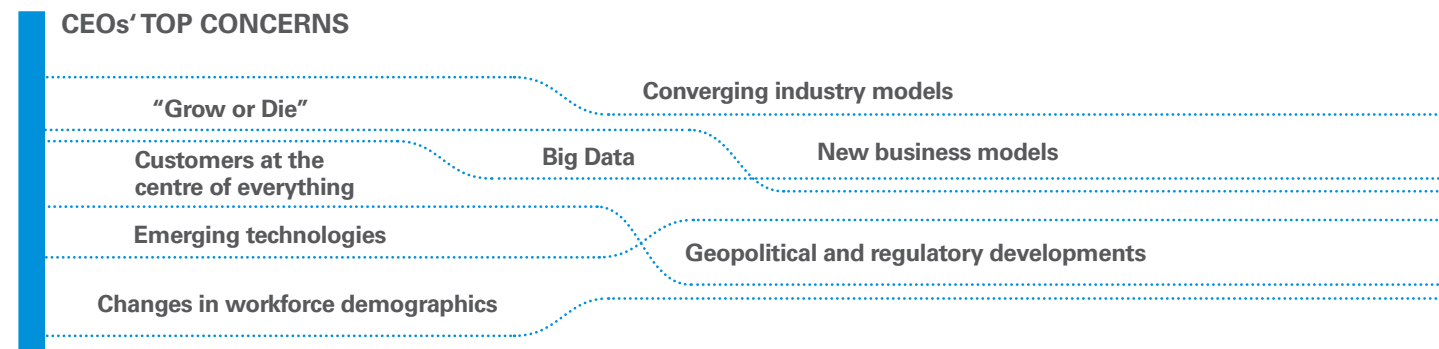 CEOs‘ TOP CONCERNS
“Grow or Die”
Converging industry models
Customers at the
centre of everything
Big Data
New business models
Emerging technologies
Geopolitical and regulatory developments
Changes in workforce demographics